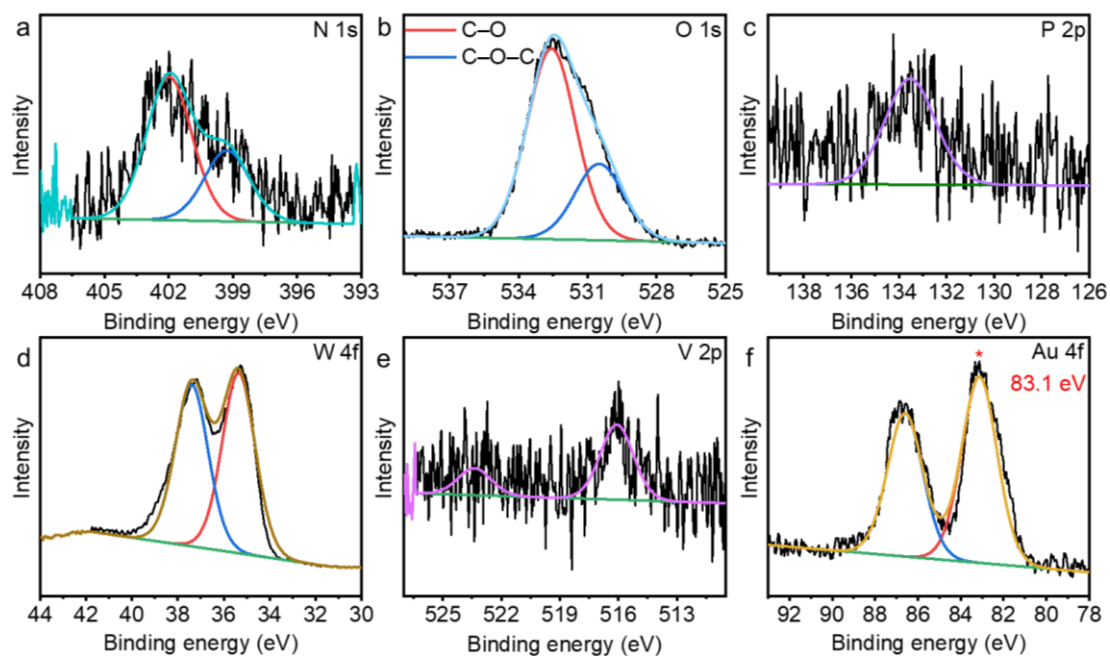 a N 1s
Intensity
408 405 402 399 396 393
Binding energy (eV)
b O 1s
C–O
C–O–C
Intensity
537 534 531 528 525
Binding energy (eV)
c P 2p
Intensity
138 136 134 132 130 128 126
Binding energy (eV)
d W 4f
Intensity
44 42 40 38 36 34 32 30
Binding energy (eV)
e V 2p
Intensity
525 522 519 516 513
Binding energy (eV)
f * Au 4f
83.1 eV
Intensity
92 90 88 86 84 82 80 78
Binding energy (eV)